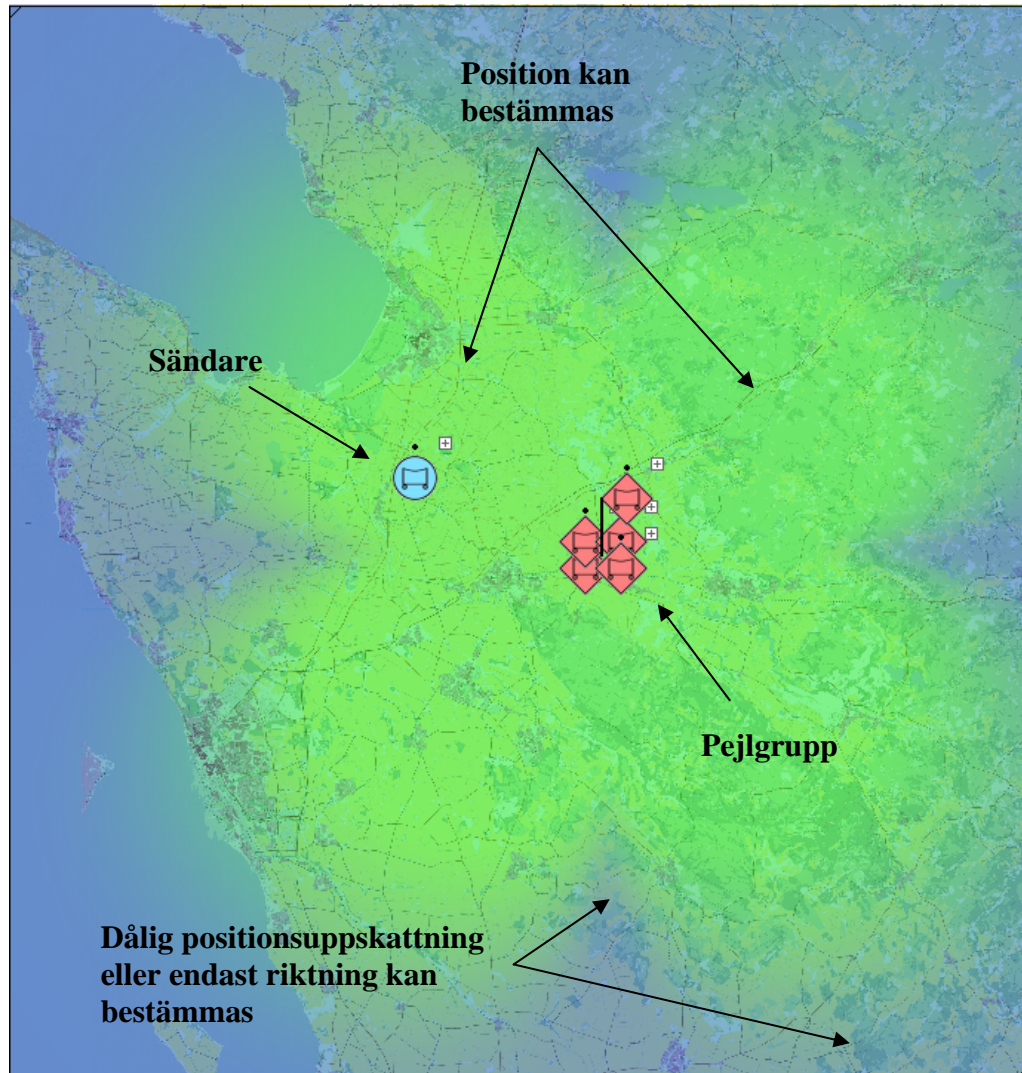 Position kan
bestämmas
Sändare
Pejlgrupp
Dålig positionsuppskattning
eller endast riktning kan
bestämmas